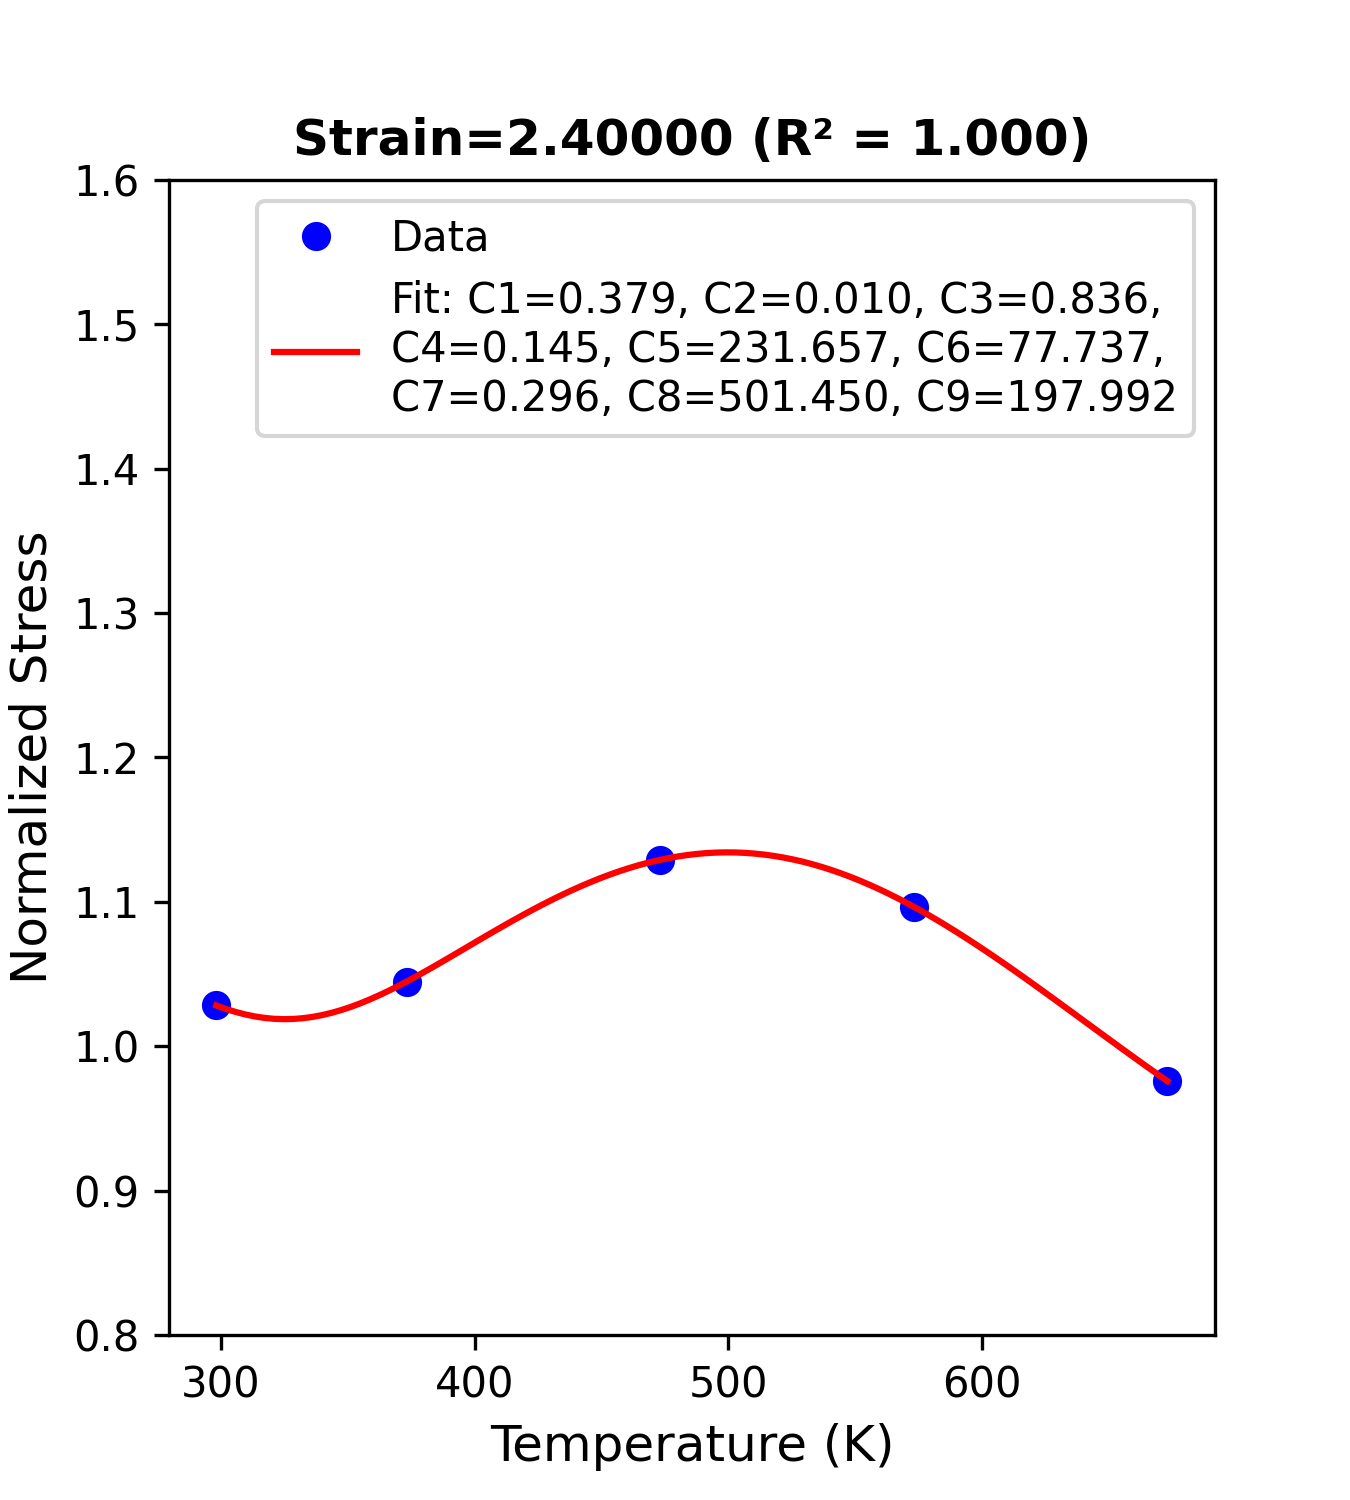 Strain=2.40000 (R² = 1.000)
Data
Fit: C1=0.379, C2=0.010, C3=0.836,
C4=0.145, C5=231.657, C6=77.737,
C7=0.296, C8=501.450, C9=197.992
Normalized Stress
1.6
1.5
1.4
1.3
1.2
1.1
1.0
0.9
0.8
300 400 500 600
Temperature (K)